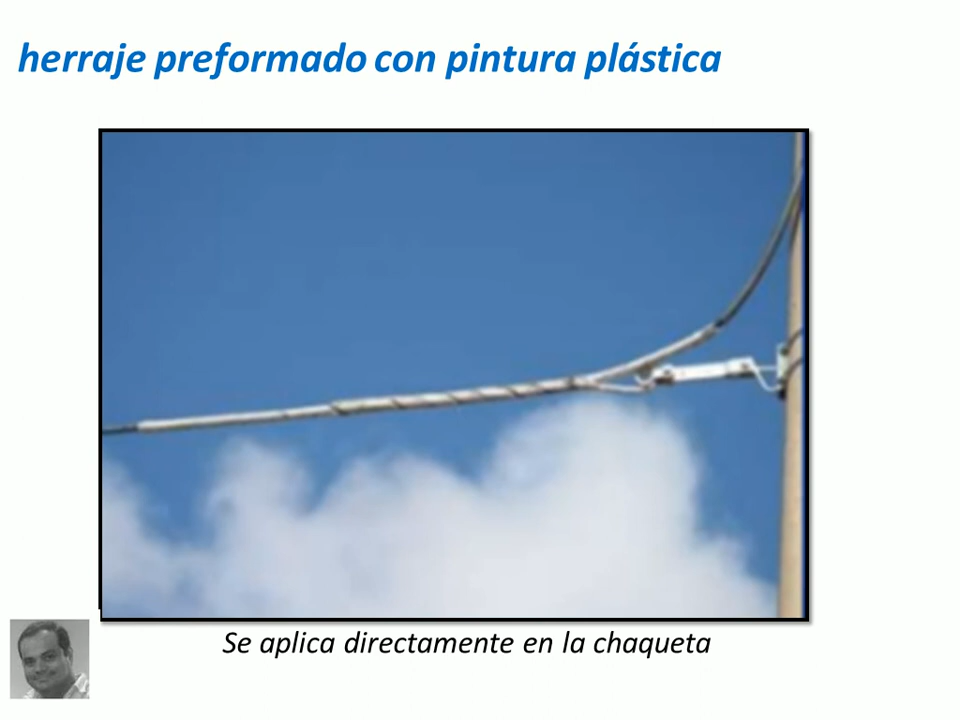 herraje preformado con pintura plástica
Se aplica directamente en la chaqueta